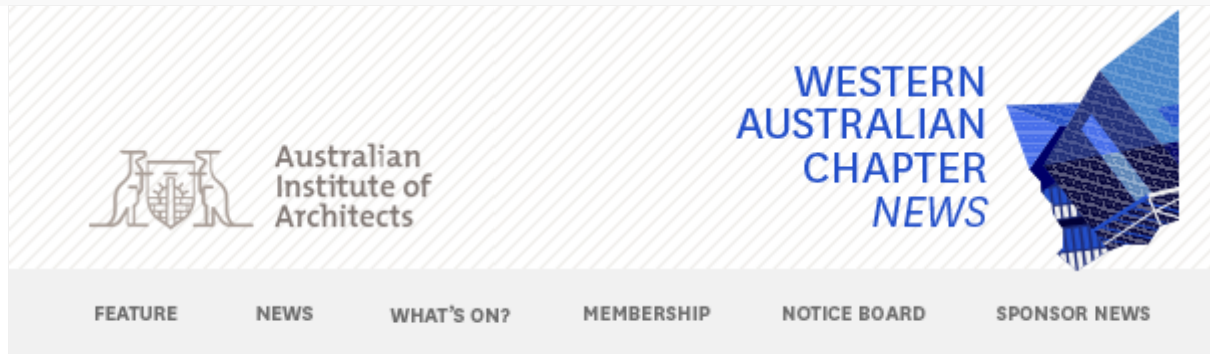 Australian
Institute of
Architects
WESTERN
AUSTRALIAN
CHAPTER
NEWS
FEATURE NEWS WHAT'S ON? MEMBERSHIP NOTICE BOARD SPONSOR NEWS